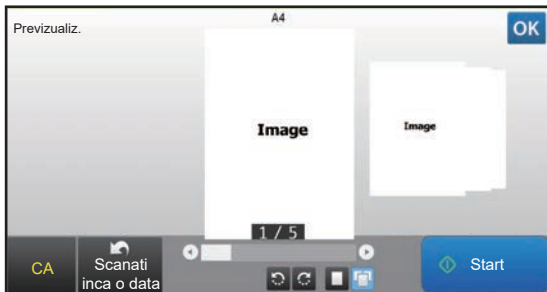 A4
Previzualiz.
OK
Image
Image
1 / 5
CA
Scanati
inca o data
Start